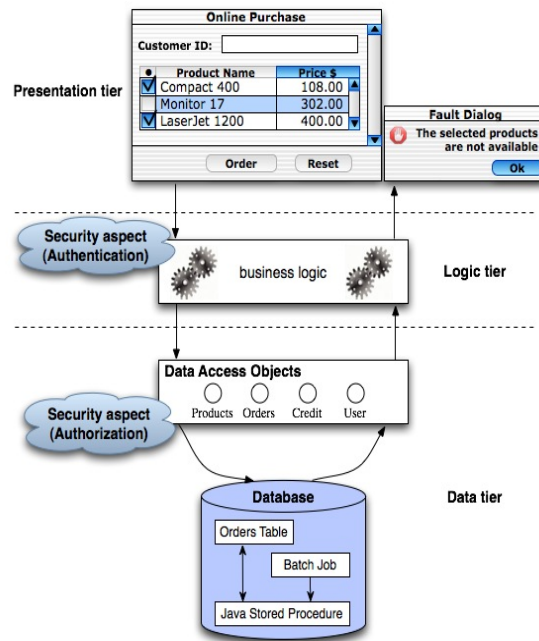 Online Purchase
Customer ID:
Product Name Price $
Compact 400 108.00
Monitor 17 302.00
LaserJet 1200 400.00
Order Reset
Presentation tier
Fault Dialog
The selected products
are not available
Ok
Security aspect
(Authentication)
business logic
Logic tier
Data Access Objects
Products Orders Credit User
Security aspect
(Authorization)
Database
Data tier
Orders Table
Batch Job
Java Stored Procedure